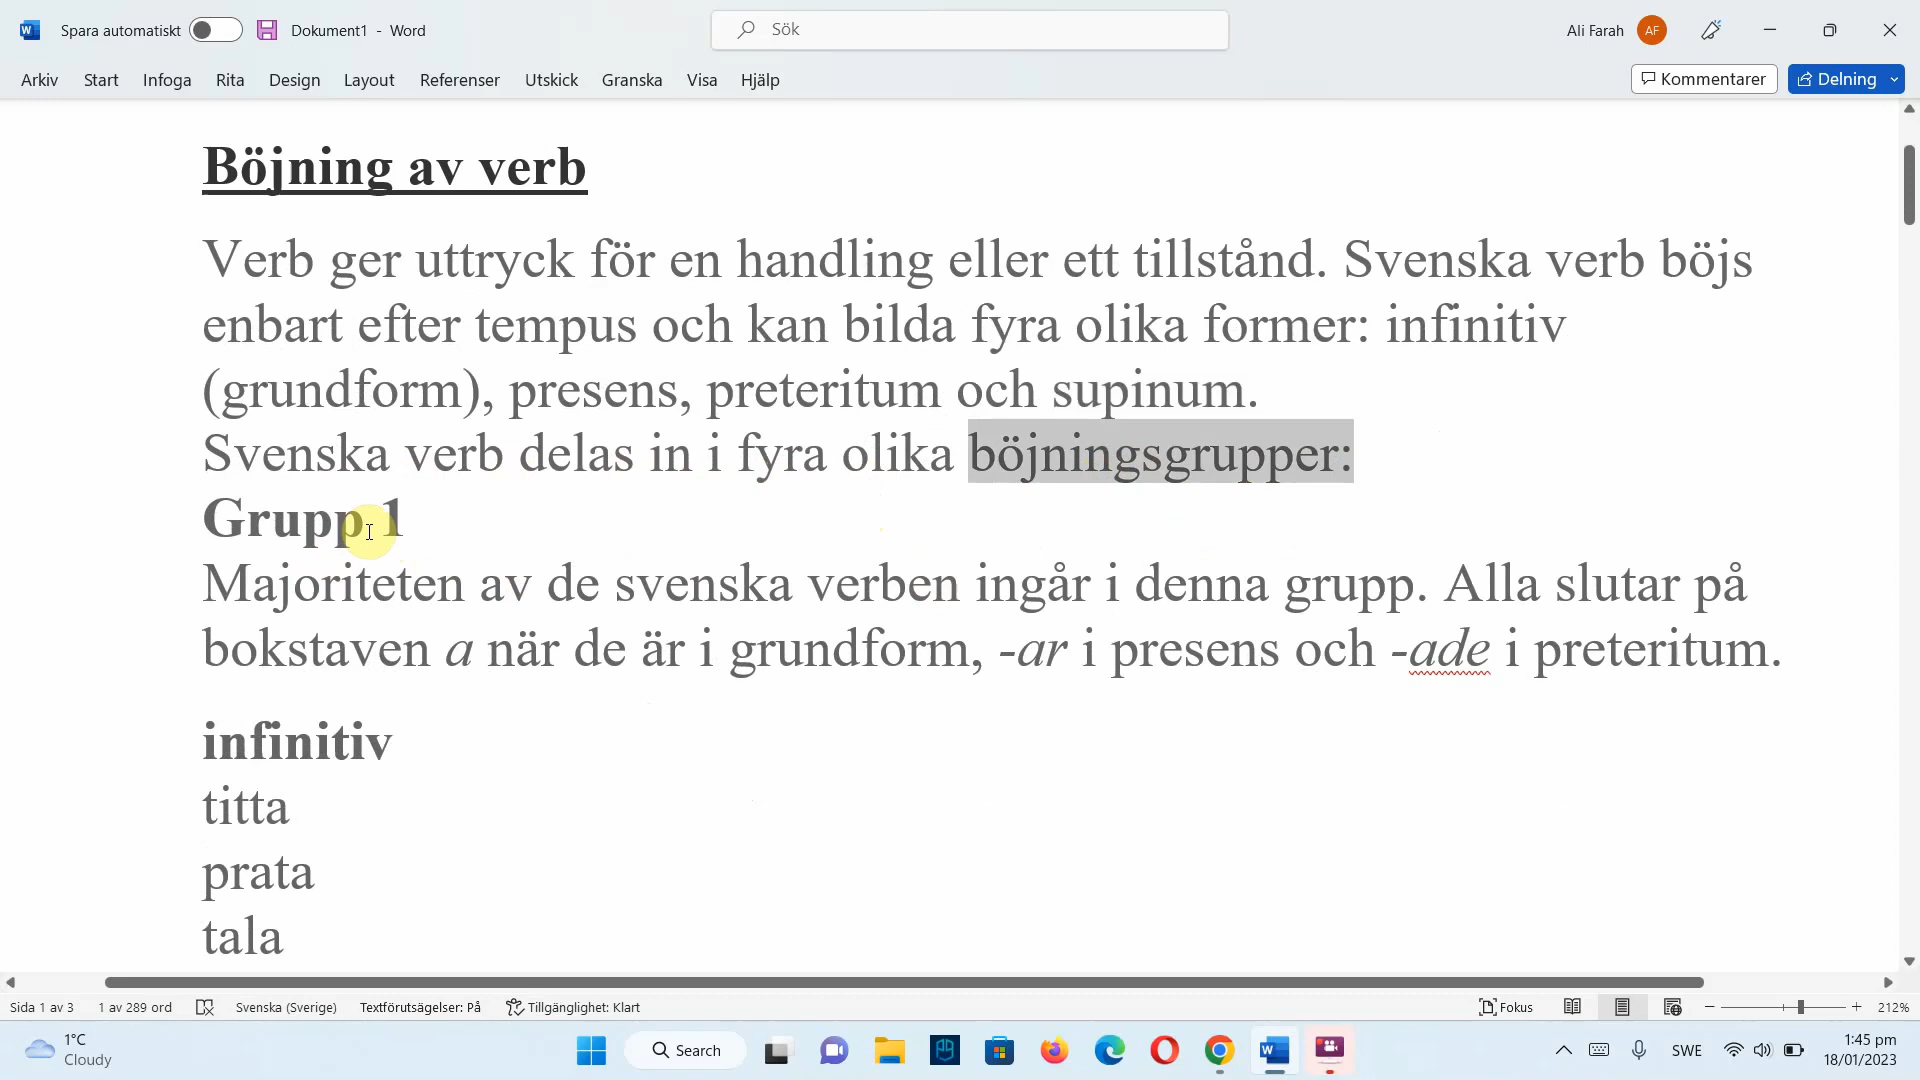 Spara automatiskt
Dokument1 - Word
Sök
Ali Farah
AF
Arkiv Start Infoga Rita Design Layout Referenser Utskick Granska Visa Hjälp
Kommentarer
Delning
Böjning av verb
Verb ger uttryck för en handling eller ett tillstånd. Svenska verb böjs
enbart efter tempus och kan bilda fyra olika former: infinitiv
(grundform), presens, preteritum och supinum.
Svenska verb delas in i fyra olika böjningsgrupper:
Grupp 1
Majoriteten av de svenska verben ingår i denna grupp. Alla slutar på
bokstaven a när de är i grundform, -ar i presens och -ade i preteritum.
infinitiv
titta
prata
tala
Sida 1 av 3
1 av 289 ord
Svenska (Sverige)
Textförutsägelser: På
Tillgänglighet: Klart
Fokus
212%
1°C
Cloudy
Search
SWE
1:45 pm
18/01/2023